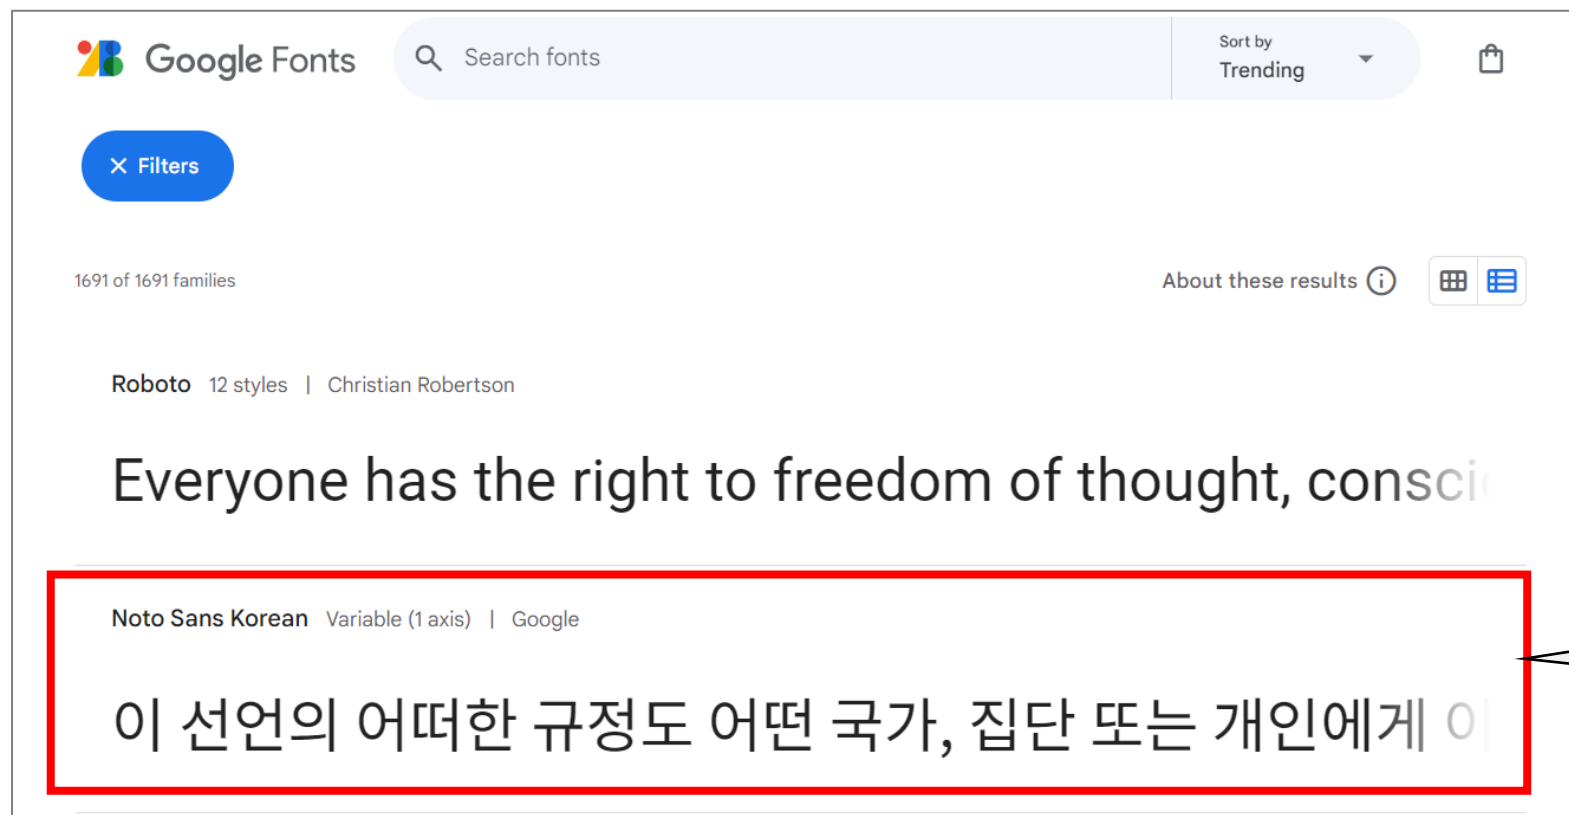 Google Fonts
Search fonts
Sort by
Trending
Filters
1691 of 1691 families
About these results
Roboto 12 styles | Christian Robertson
Everyone has the right to freedom of thought, consci
Noto Sans Korean Variable (1 axis) | Google
이 선언의 어떠한 규정도 어떤 국가, 집단 또는 개인에게 이